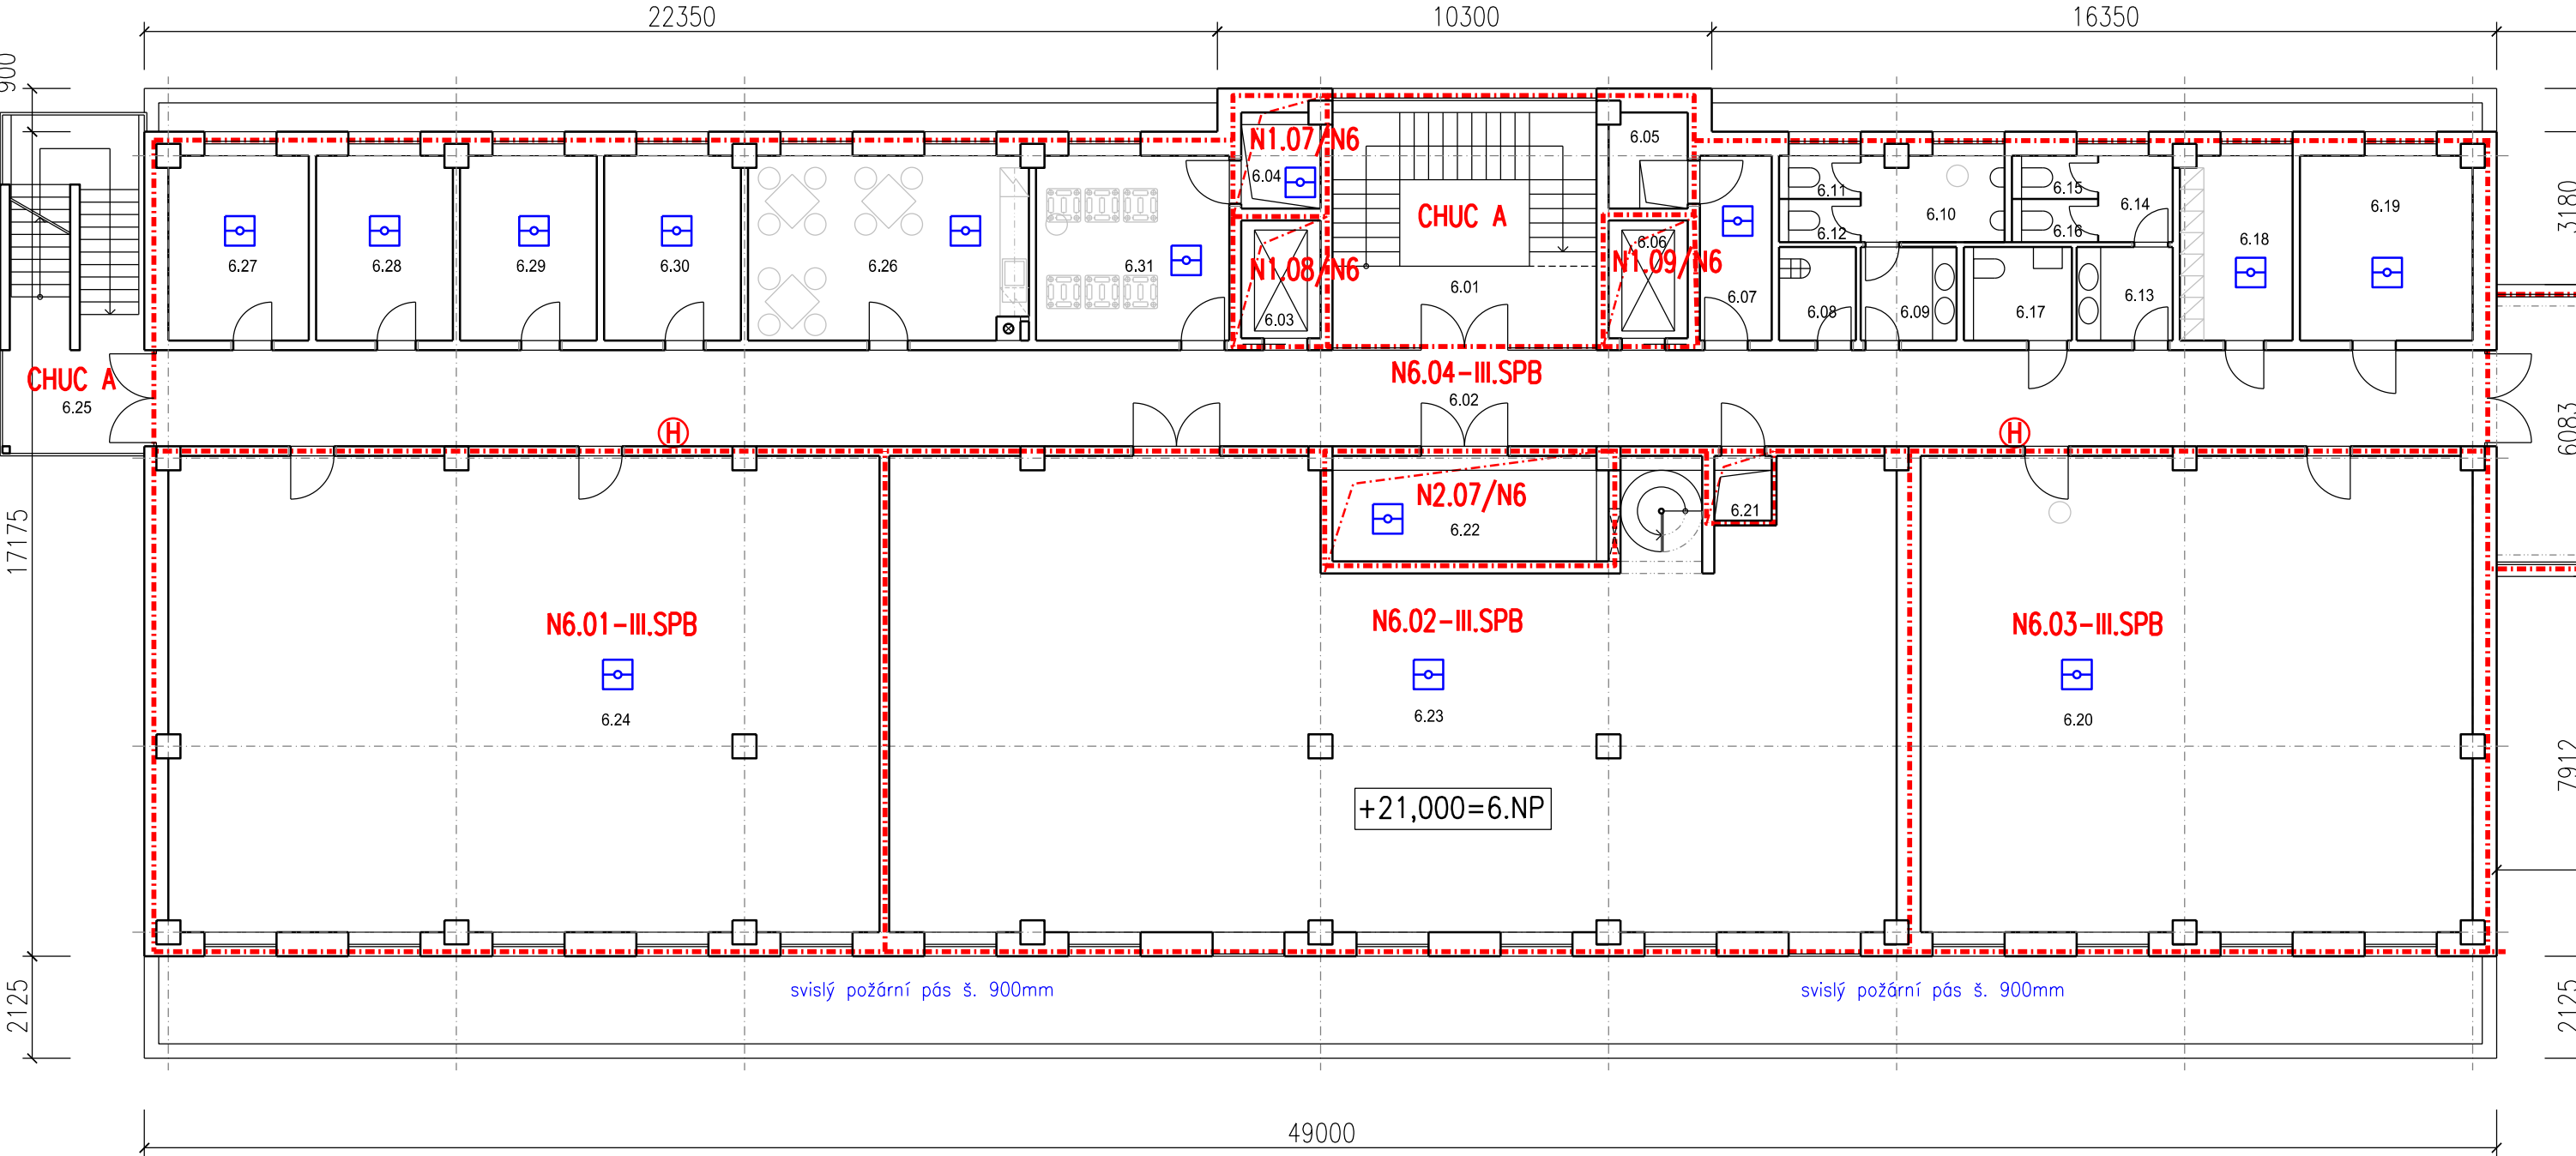 22350
10300
16350
900
N1.07/N6
6.05
6.04
CHUC A
6.11
6.15
6.14
6.19
6.10
6.12
6.16
6.18
3180
6.27
6.28
6.29
6.30
6.26
6.31
N1.08/N6
6.06
N1.09/N6
6.01
6.07
6.08
6.09
6.17
6.13
6.03
CHUC A
6.25
N6.04-III.SPB
6.02
H
H
6083
17175
N2.07/N6
6.22
6.21
N6.01-III.SPB
N6.02-III.SPB
N6.03-III.SPB
6.24
6.23
6.20
7912
+21,000=6.NP
2125
svislý požární pás š. 900mm
svislý požární pás š. 900mm
2125
49000